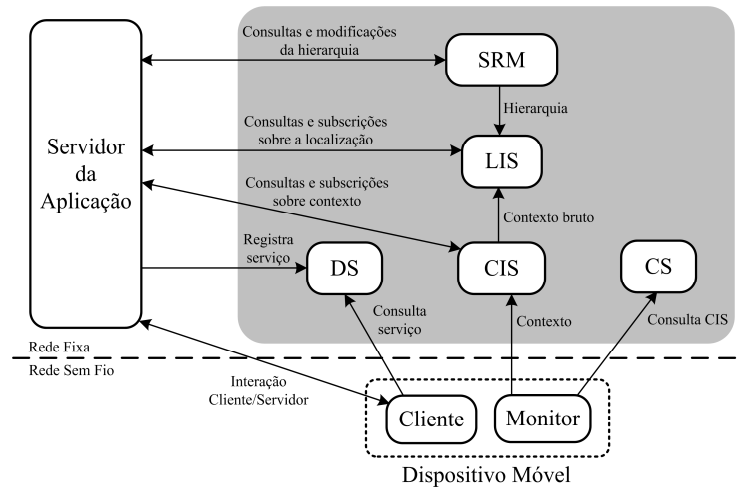 Consultas e modificações
da hierarquia
SRM
Hierarquia
Servidor
da
Aplicação
Consultas e subscrições
sobre a localização
LIS
Consultas e subscrições
sobre contexto
Contexto bruto
Registra
serviço
DS
CIS
CS
Consulta
serviço
Contexto
Consulta CIS
Rede Fixa
Rede Sem Fio
Interação
Cliente/Servidor
Cliente
Monitor
Dispositivo Móvel